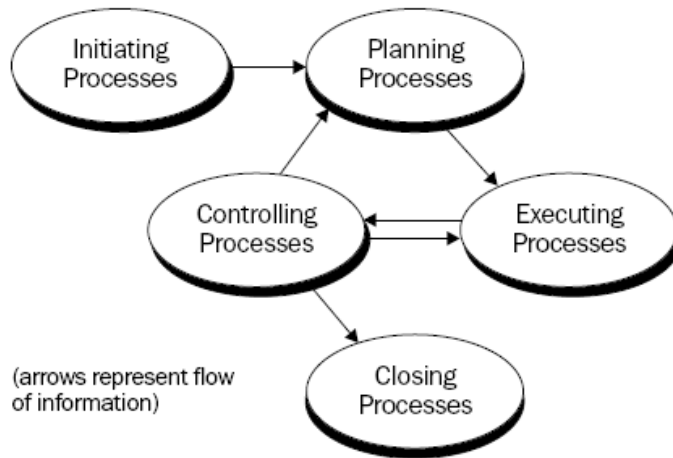 Initiating
Processes
Planning
Processes
Controlling
Processes
Executing
Processes
Closing
Processes
(arrows represent flow
of information)